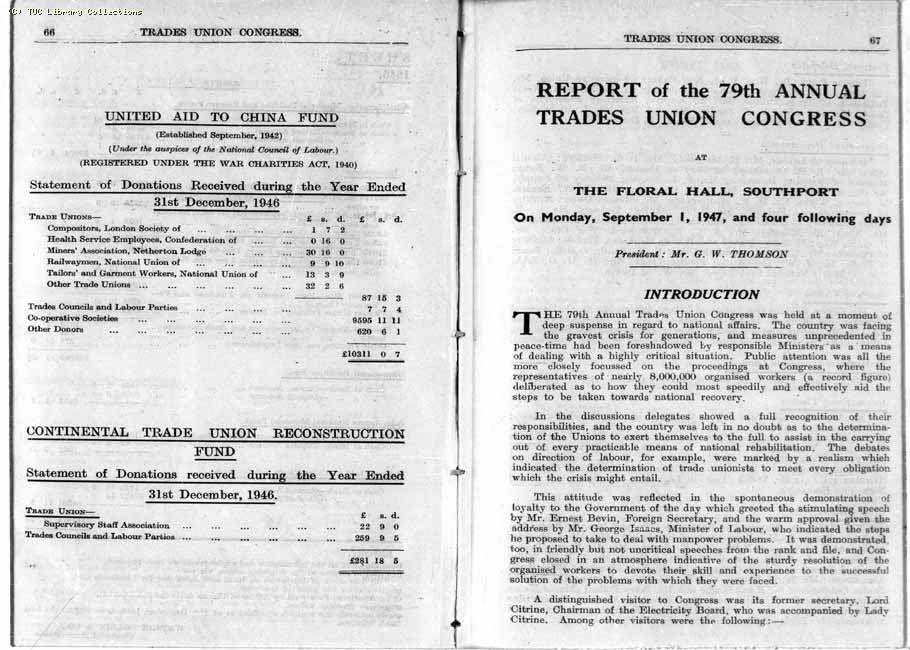 (C) TUC Library Collections
66 TRADES UNION CONGRESS.
UNITED AID TO CHINA FUND
(Established September, 1942)
(Under the auspices of the National Council of Labour.)
(REGISTERED UNDER THE WAR CHARITIES ACT, 1940)
Statement of Donations Received during the Year Ended
31st December, 1946
TRADE UNIONS— £ s. d. £ s. d.
Compositors, London Society of ... ... ... ... 1 7 2
Health Service Employees, Confederation of ... ... 0 16 0
Miners' Association, Netherton Lodge ... ... ... 30 16 0
Railwaymen, National Union of ... ... ... ... 9 9 10
Tailors' and Garment Workers, National Union of ... 13 3 9
Other Trade Unions ... ... ... ... ... ... 32 2 6
87 15 3
Trades Councils and Labour Parties ... ... ... ... 7 7 4
Co-operative Societies ... ... ... ... ... ... 9595 11 11
Other Donors ... ... ... ... ... ... ... 620 6 1
£10311 0 7
CONTINENTAL TRADE UNION RECONSTRUCTION
FUND
Statement of Donations received during the Year Ended
31st December, 1946.
TRADE UNION— £ s. d.
Supervisory Staff Association ... ... ... ... ... ... 22 9 0
Trades Councils and Labour Parties ... ... ... ... ... ... 259 9 5
£281 18 5
TRADES UNION CONGRESS. 67
REPORT of the 79th ANNUAL
TRADES UNION CONGRESS
AT
THE FLORAL HALL, SOUTHPORT
On Monday, September 1, 1947, and four following days
President : Mr. G. W. THOMSON
INTRODUCTION
THE 79th Annual Trades Union Congress was held at a moment of
deep suspense in regard to national affairs. The country was facing
the gravest crisis for generations, and measures unprecedented in
peace-time had been foreshadowed by responsible Ministers as a means
of dealing with a highly critical situation. Public attention was all the
more closely focussed on the proceedings at Congress, where the
representatives of nearly 8,000,000 organised workers (a record figure)
deliberated as to how they could most speedily and effectively aid the
steps to be taken towards national recovery.
In the discussions delegates showed a full recognition of their
responsibilities, and the country was left in no doubt as to the determina-
tion of the Unions to exert themselves to the full to assist in the carrying
out of every practicable means of national rehabilitation. The debates
on direction of labour, for example, were marked by a realism which
indicated the determination of trade unionists to meet every obligation
which the crisis might entail.
This attitude was reflected in the spontaneous demonstration of
loyalty to the Government of the day which greeted the stimulating speech
by Mr. Ernest Bevin, Foreign Secretary, and the warm approval given the
address by Mr. George Isaacs, Minister of Labour, who indicated the steps
he proposed to take to deal with manpower problems. It was demonstrated,
too, in friendly but not uncritical speeches from the rank and file, and Con-
gress closed in an atmosphere indicative of the sturdy resolution of the
organised workers to devote their skill and experience to the successful
solution of the problems with which they were faced.
A distinguished visitor to Congress was its former secretary, Lord
Citrine, Chairman of the Electricity Board, who was accompanied by Lady
Citrine. Among other visitors were the following :—